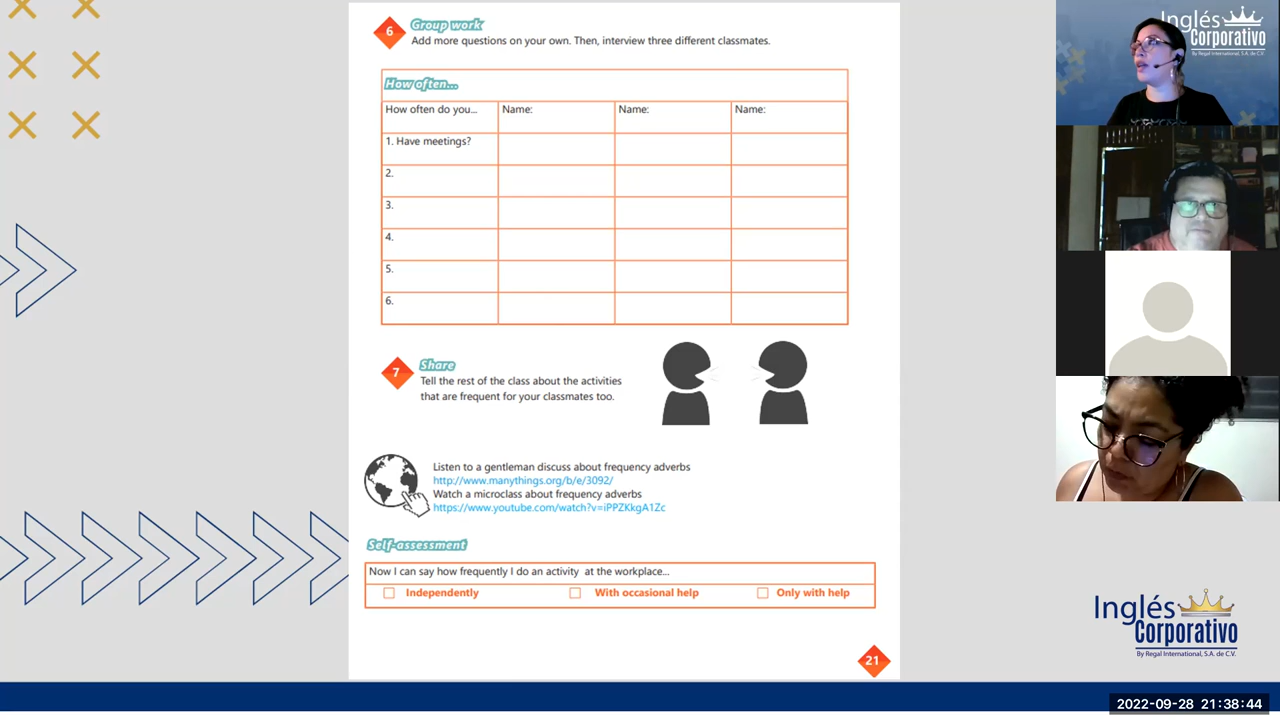 6
Group work
Add more questions on your own. Then, interview three different classmates.
How often...
How often do you... Name: Name: Name:
1. Have meetings?
2.
3.
4.
5.
6.
7
Share
Tell the rest of the class about the activities
that are frequent for your classmates too.
Listen to a gentleman discuss about frequency adverbs
http://www.manythings.org/b/e/3092/
Watch a microclass about frequency adverbs
https://www.youtube.com/watch?v=iPPZKkgA1Zc
Self-assessment
Now I can say how frequently I do an activity at the workplace...
Independently With occasional help Only with help
21
Inglés
Corporativo
By Regal International, S.A. de C.V.
Inglés
Corporativo
By Regal International, S.A. de C.V.
2022-09-28 21:38:44